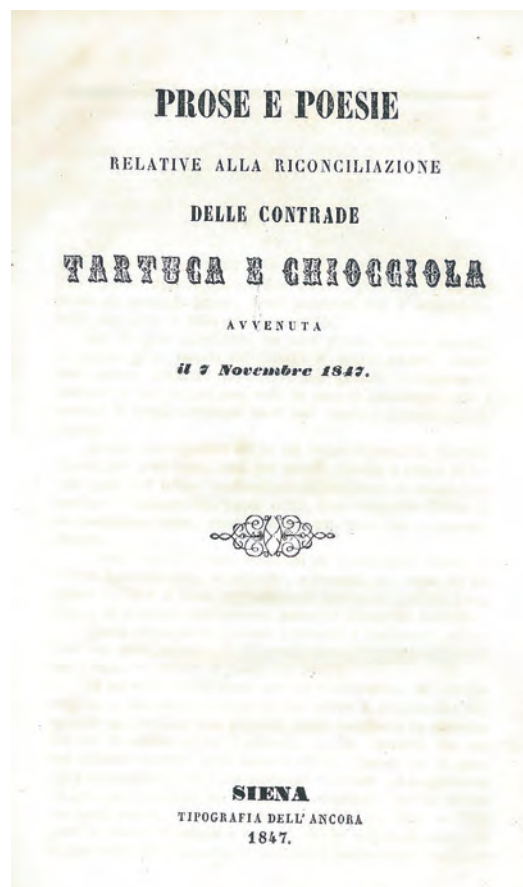 PROSE E POESIE
RELATIVE ALLA RICONCILIAZIONE
DELLE CONTRADE
TARTUCA E CHIOCCIOLA
AVVENUTA
il 7 Novembre 1847.
SIENA
TIPOGRAFIA DELL' ANCORA
1847.